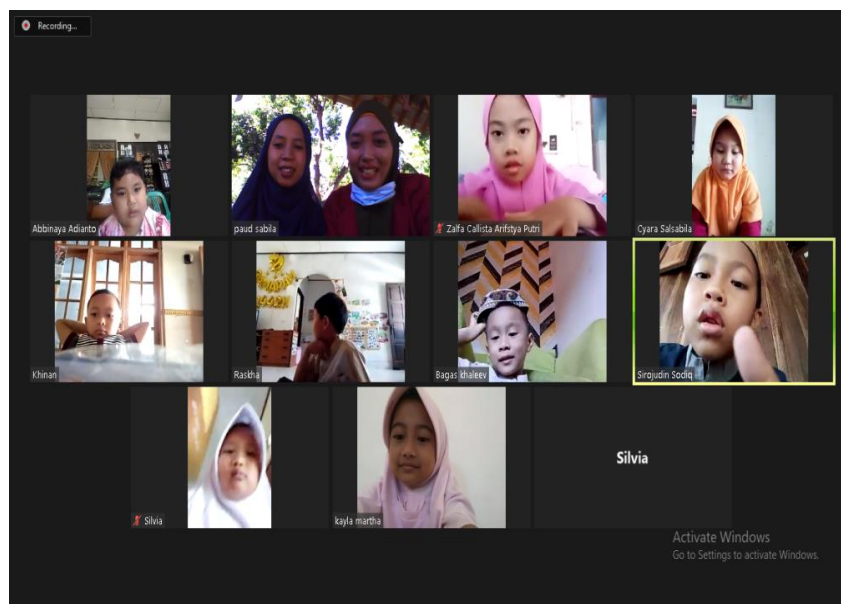 Recording...
Abbinaya Adianto
paud sabila
Zalfa Callista Arifstya Putri
Cyara Salsabila
Khinan
Raskha
Bagas khaleev
Sirojudin Sodiq
Silvia
kayla martha
Silvia
Activate Windows
Go to Settings to activate Windows.